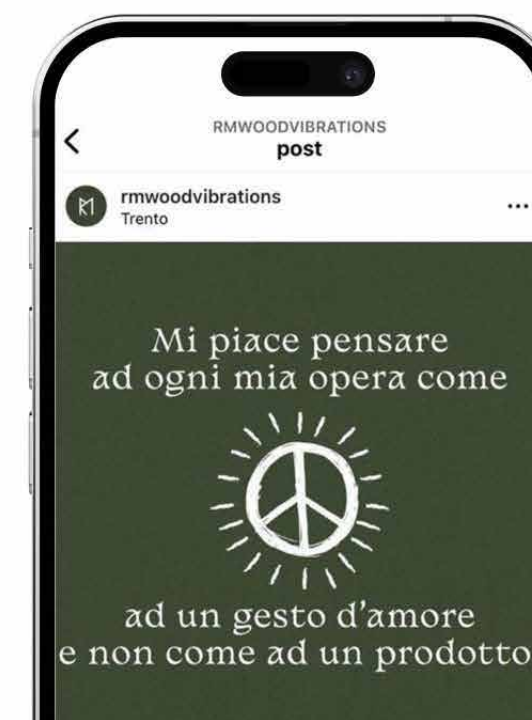 RMWOODVIBRATIONS
post
rmwoodvibrations
Trento
Mi piace pensare
ad ogni mia opera come
ad un gesto d'amore
e non come ad un prodotto